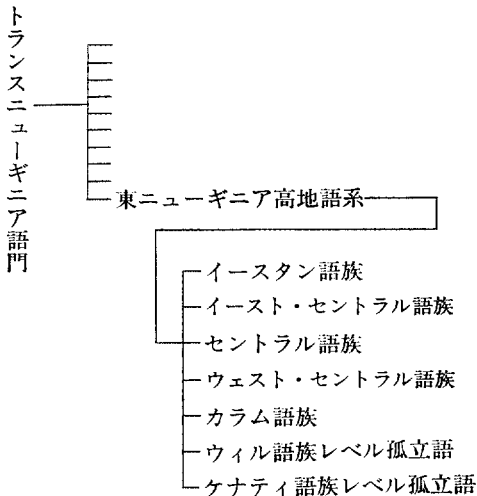 トランスニューギニア語門
東ニューギニア高地語系
イースタン語族
イースト・セントラル語族
セントラル語族
ウェスト・セントラル語族
カラム語族
ウィル語族レベル孤立語
ケナティ語族レベル孤立語